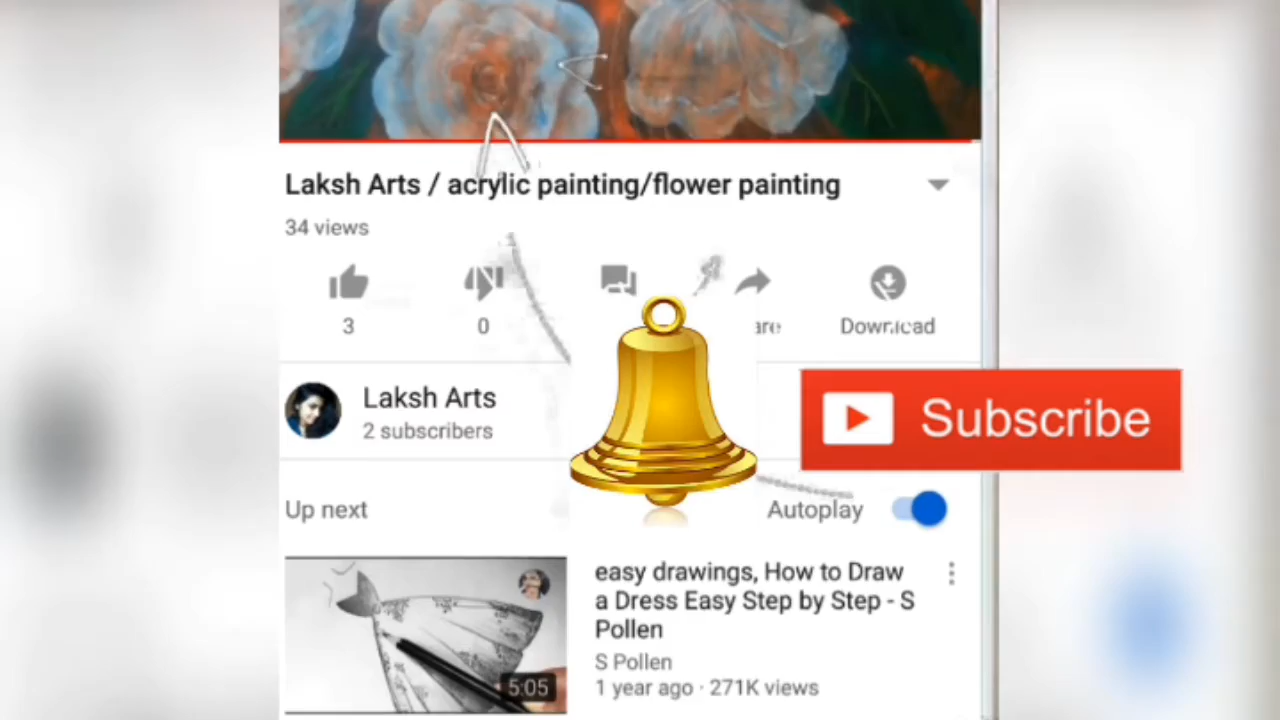 Laksh Arts / acrylic painting/flower painting
34 views
3
0
are
Download
Laksh Arts
2 subscribers
Subscribe
Up next
Autoplay
easy drawings, How to Draw
a Dress Easy Step by Step - S
Pollen
S Pollen
1 year ago · 271K views
5:05